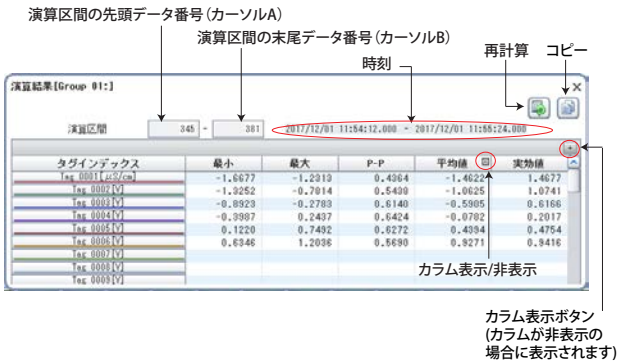 演算区間の先頭データ番号(カーソルA)
演算区間の末尾データ番号(カーソルB)
時刻
再計算 コピー
演算結果[Group 01:]
演算区間 345 - 381 2017/12/01 11:54:12.000 - 2017/12/01 11:55:24.000
タグインデックス 最小 最大 P-P 平均値 実効値
Tag 0001[μS/cm] -1.6677 -1.2313 0.4364 -1.4623 1.4677
Tag 0002[V] -1.3252 -0.7814 0.5438 -1.0625 1.0741
Tag 0003[V] -0.8923 -0.2783 0.6140 -0.5905 0.6166
Tag 0004[V] -0.3987 0.2437 0.6424 -0.0782 0.2017
Tag 0005[V] 0.1220 0.7492 0.6272 0.4394 0.4754
Tag 0006[V] 0.6346 1.2036 0.5690 0.9271 0.9416
Tag 0007[V]
Tag 0008[V]
Tag 0009[V]
カラム表示/非表示
カラム表示ボタン
(カラムが非表示の
場合に表示されます)